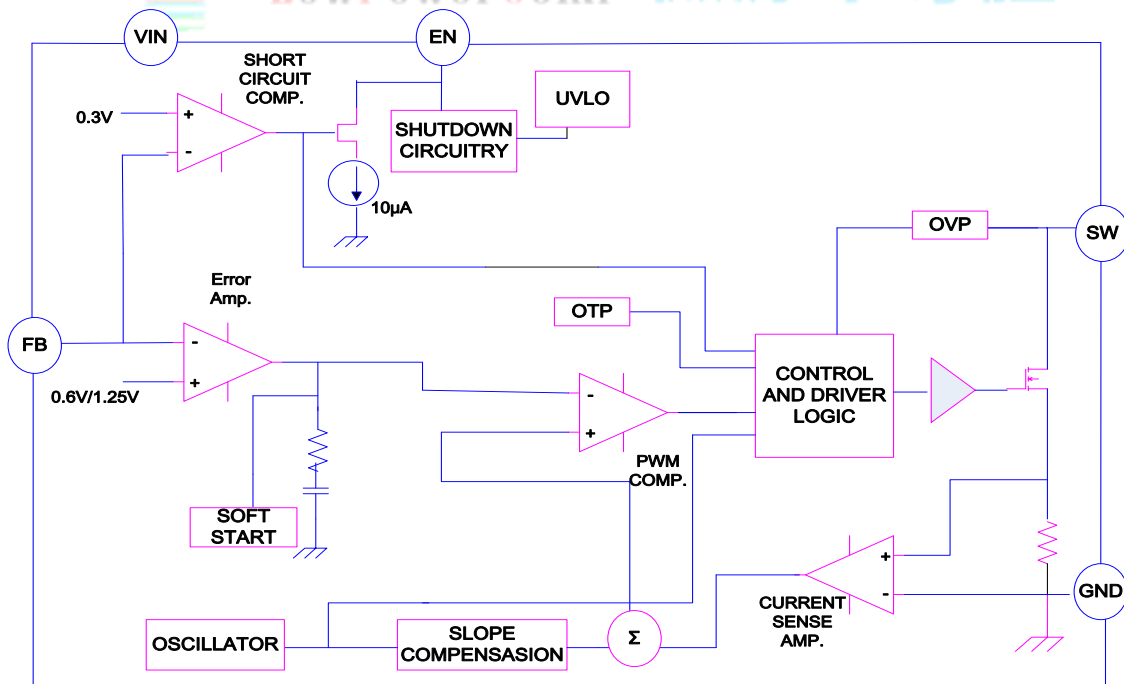 VIN
EN
SHORT
CIRCUIT
COMP.
UVLO
0.3V
+
-
SHUTDOWN
CIRCUITRY
10µA
OVP
SW
Error
Amp.
OTP
FB
-
+
0.6V/1.25V
CONTROL
AND DRIVER
LOGIC
-
+
PWM
COMP.
SOFT
START
+
-
CURRENT
SENSE
AMP.
GND
OSCILLATOR
SLOPE
COMPENSASION
Σ